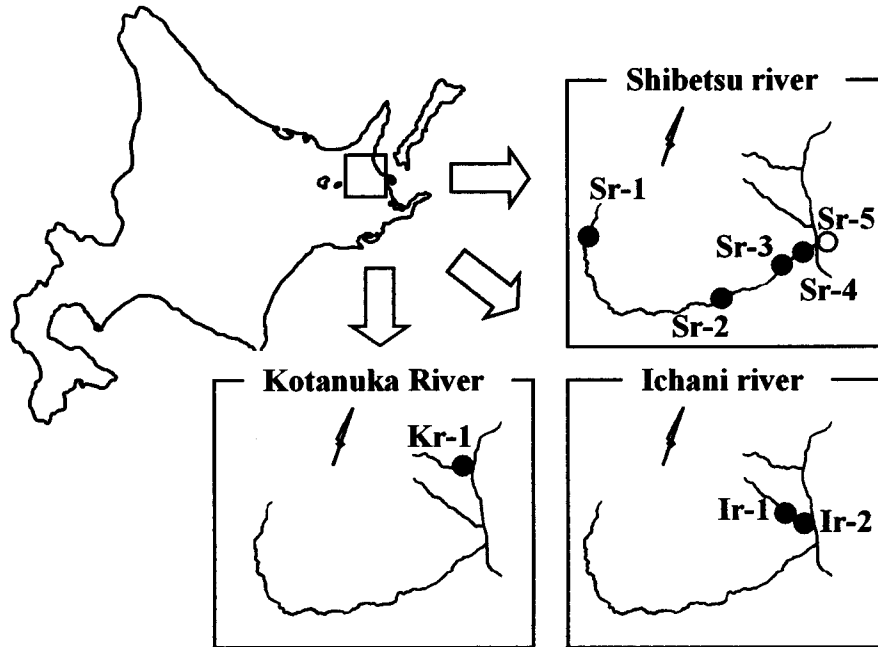 Shibetsu river
Sr-1
Sr-5
Sr-3
Sr-4
Sr-2
Kotanuka River
Kr-1
Ichani river
Ir-1
Ir-2